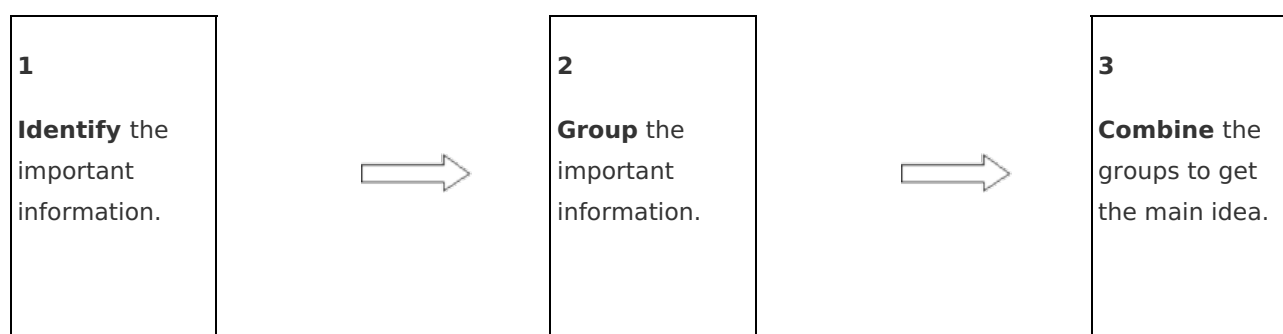 1
Identify the
important
information.
2
Group the
important
information.
3
Combine the
groups to get
the main idea.